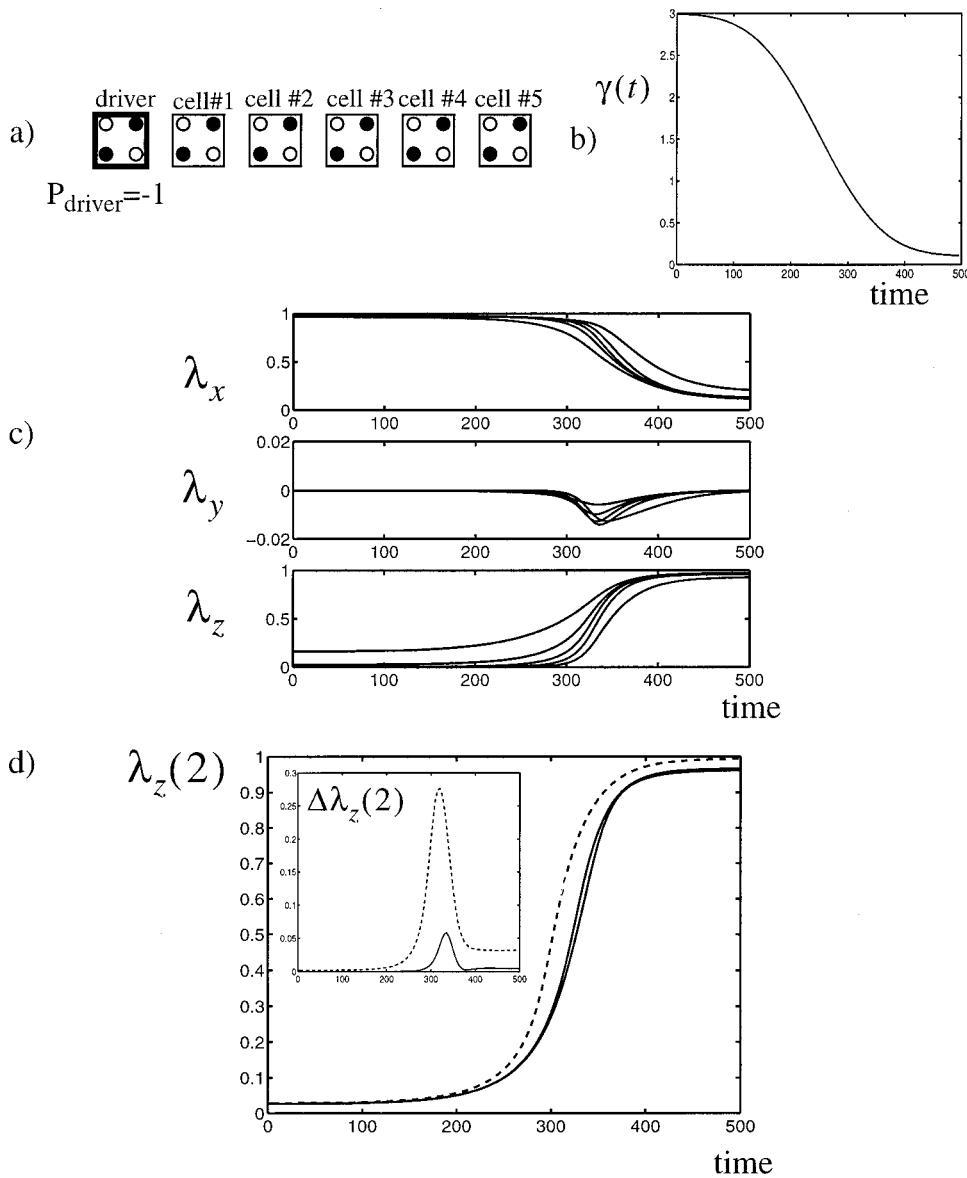 a)
driver cell#1 cell #2 cell #3 cell #4 cell #5
P_driver=-1
b)
γ(t)
3
2.5
2
1.5
1
0.5
0
0 100 200 300 400 500
time
c)
λ_x
1
0.5
0
0 100 200 300 400 500
λ_y
0.02
0
−0.02
0 100 200 300 400 500
λ_z
1
0.5
0
0 100 200 300 400 500
time
d)
λ_z(2)
1
0.9
0.8
0.7
0.6
0.5
0.4
0.3
0.2
0.1
0
0 100 200 300 400 500
time
Δλ_z(2)
0.3
0.25
0.2
0.15
0.1
0.05
0
0 100 200 300 400 500